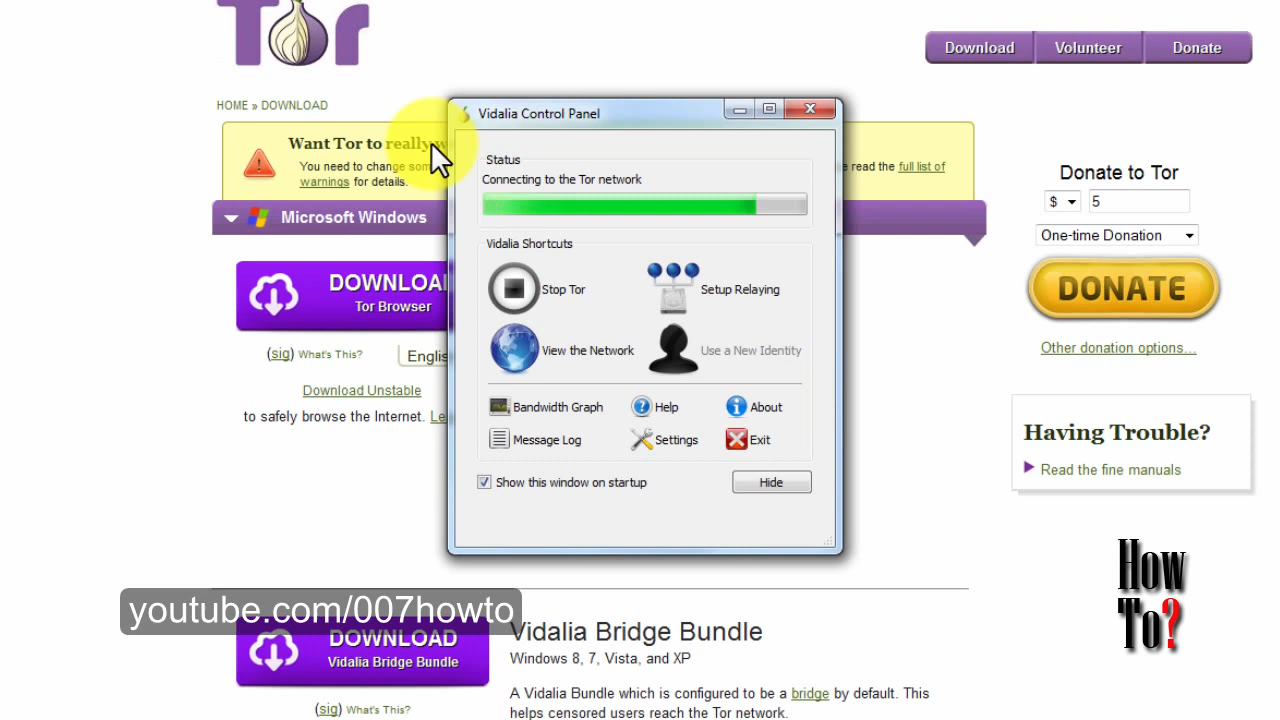 Tor
Download
Volunteer
Donate
HOME » DOWNLOAD
Want Tor to really
You need to change
read the full list of
warnings for details.
Microsoft Windows
DOWNLOAD
Tor Browser
(sig) What's This?
Download Unstable
to safely browse the Internet.
Vidalia Control Panel
Status
Connecting to the Tor network
Vidalia Shortcuts
Stop Tor
Setup Relaying
View the Network
Use a New Identity
Bandwidth Graph
Help
About
Message Log
Settings
Exit
Show this window on startup
Hide
Donate to Tor
$
5
One-time Donation
DONATE
Other donation options...
Having Trouble?
Read the fine manuals
How
To?
youtube.com/007howto
DOWNLOAD
Vidalia Bridge Bundle
(sig) What's This?
Vidalia Bridge Bundle
Windows 8, 7, Vista, and XP
A Vidalia Bundle which is configured to be a bridge by default. This
helps censored users reach the Tor network.